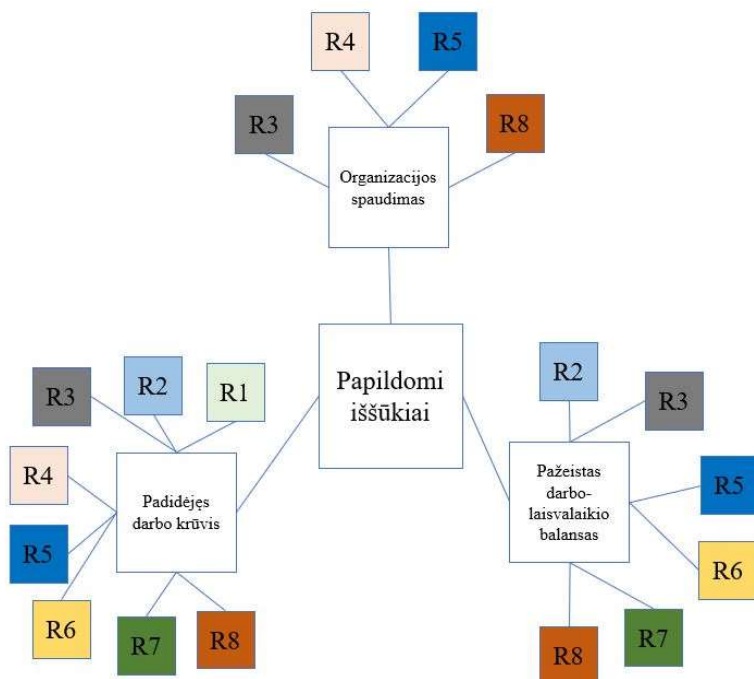 R4
R5
R3
R8
Organizacijos
spaudimas
Papildomi
iššūkiai
R3
R2
R1
R4
R5
R6
R7
R8
Padidėjęs
darbo krūvis
R2
R3
R5
R6
R7
R8
Pažeistas
darbo-
laisvalaikio
balansas